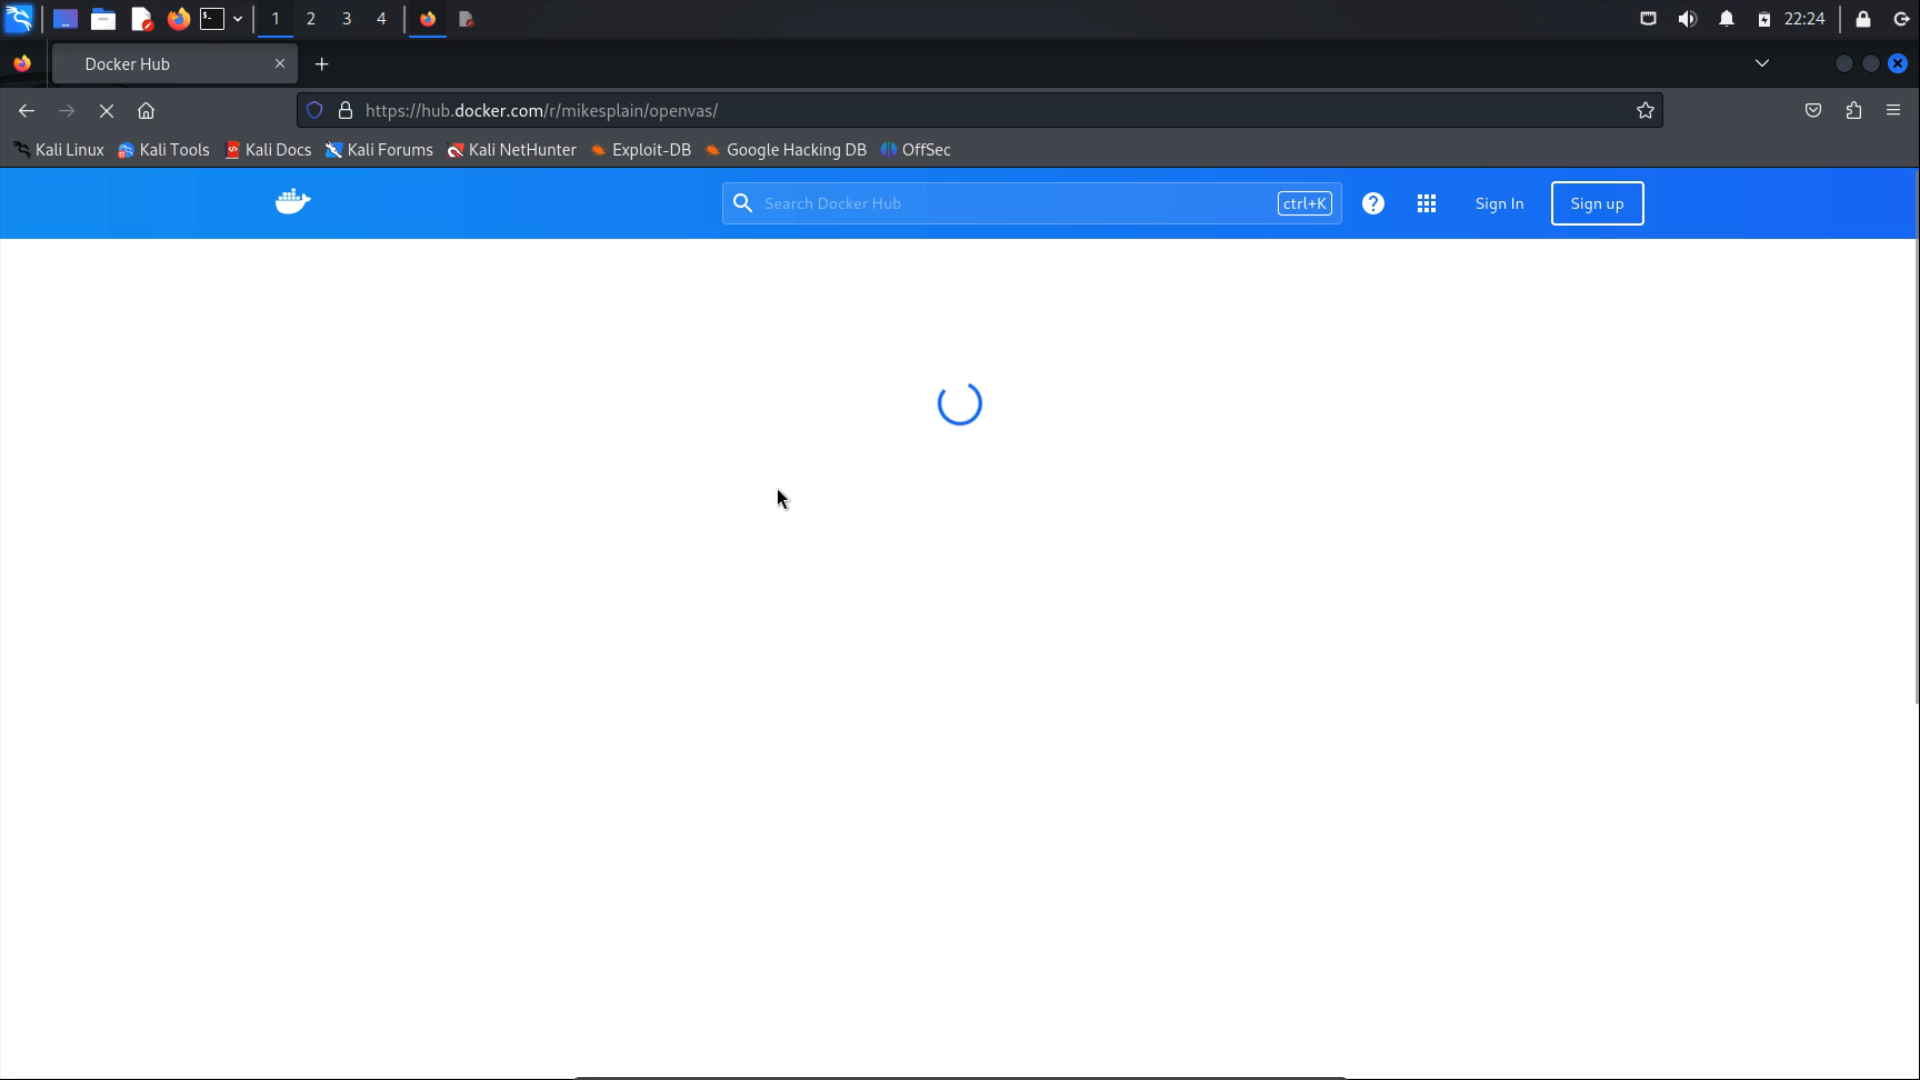 1 2 3 4 22:24
Docker Hub
https://hub.docker.com/r/mikesplain/openvas/
Kali Linux Kali Tools Kali Docs Kali Forums Kali NetHunter Exploit-DB Google Hacking DB OffSec
Search Docker Hub ctrl+K ? Sign In Sign up